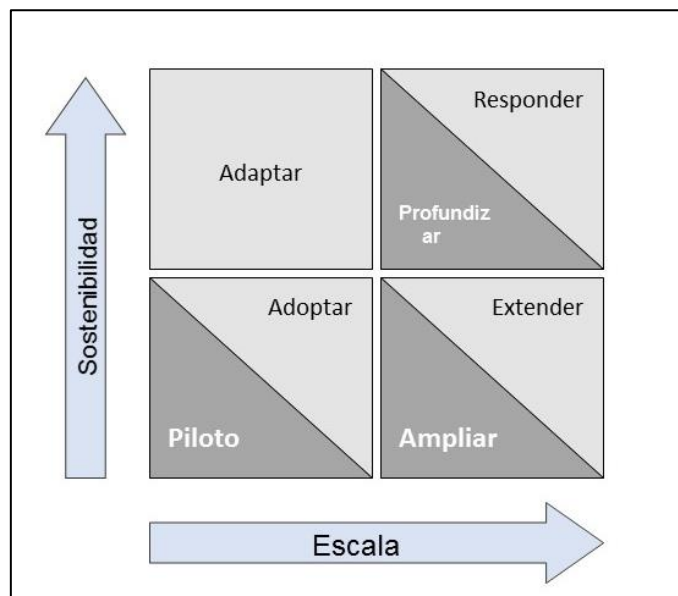 Sostenibilidad
Adaptar
Responder
Profundiz
ar
Adoptar
Piloto
Extender
Ampliar
Escala